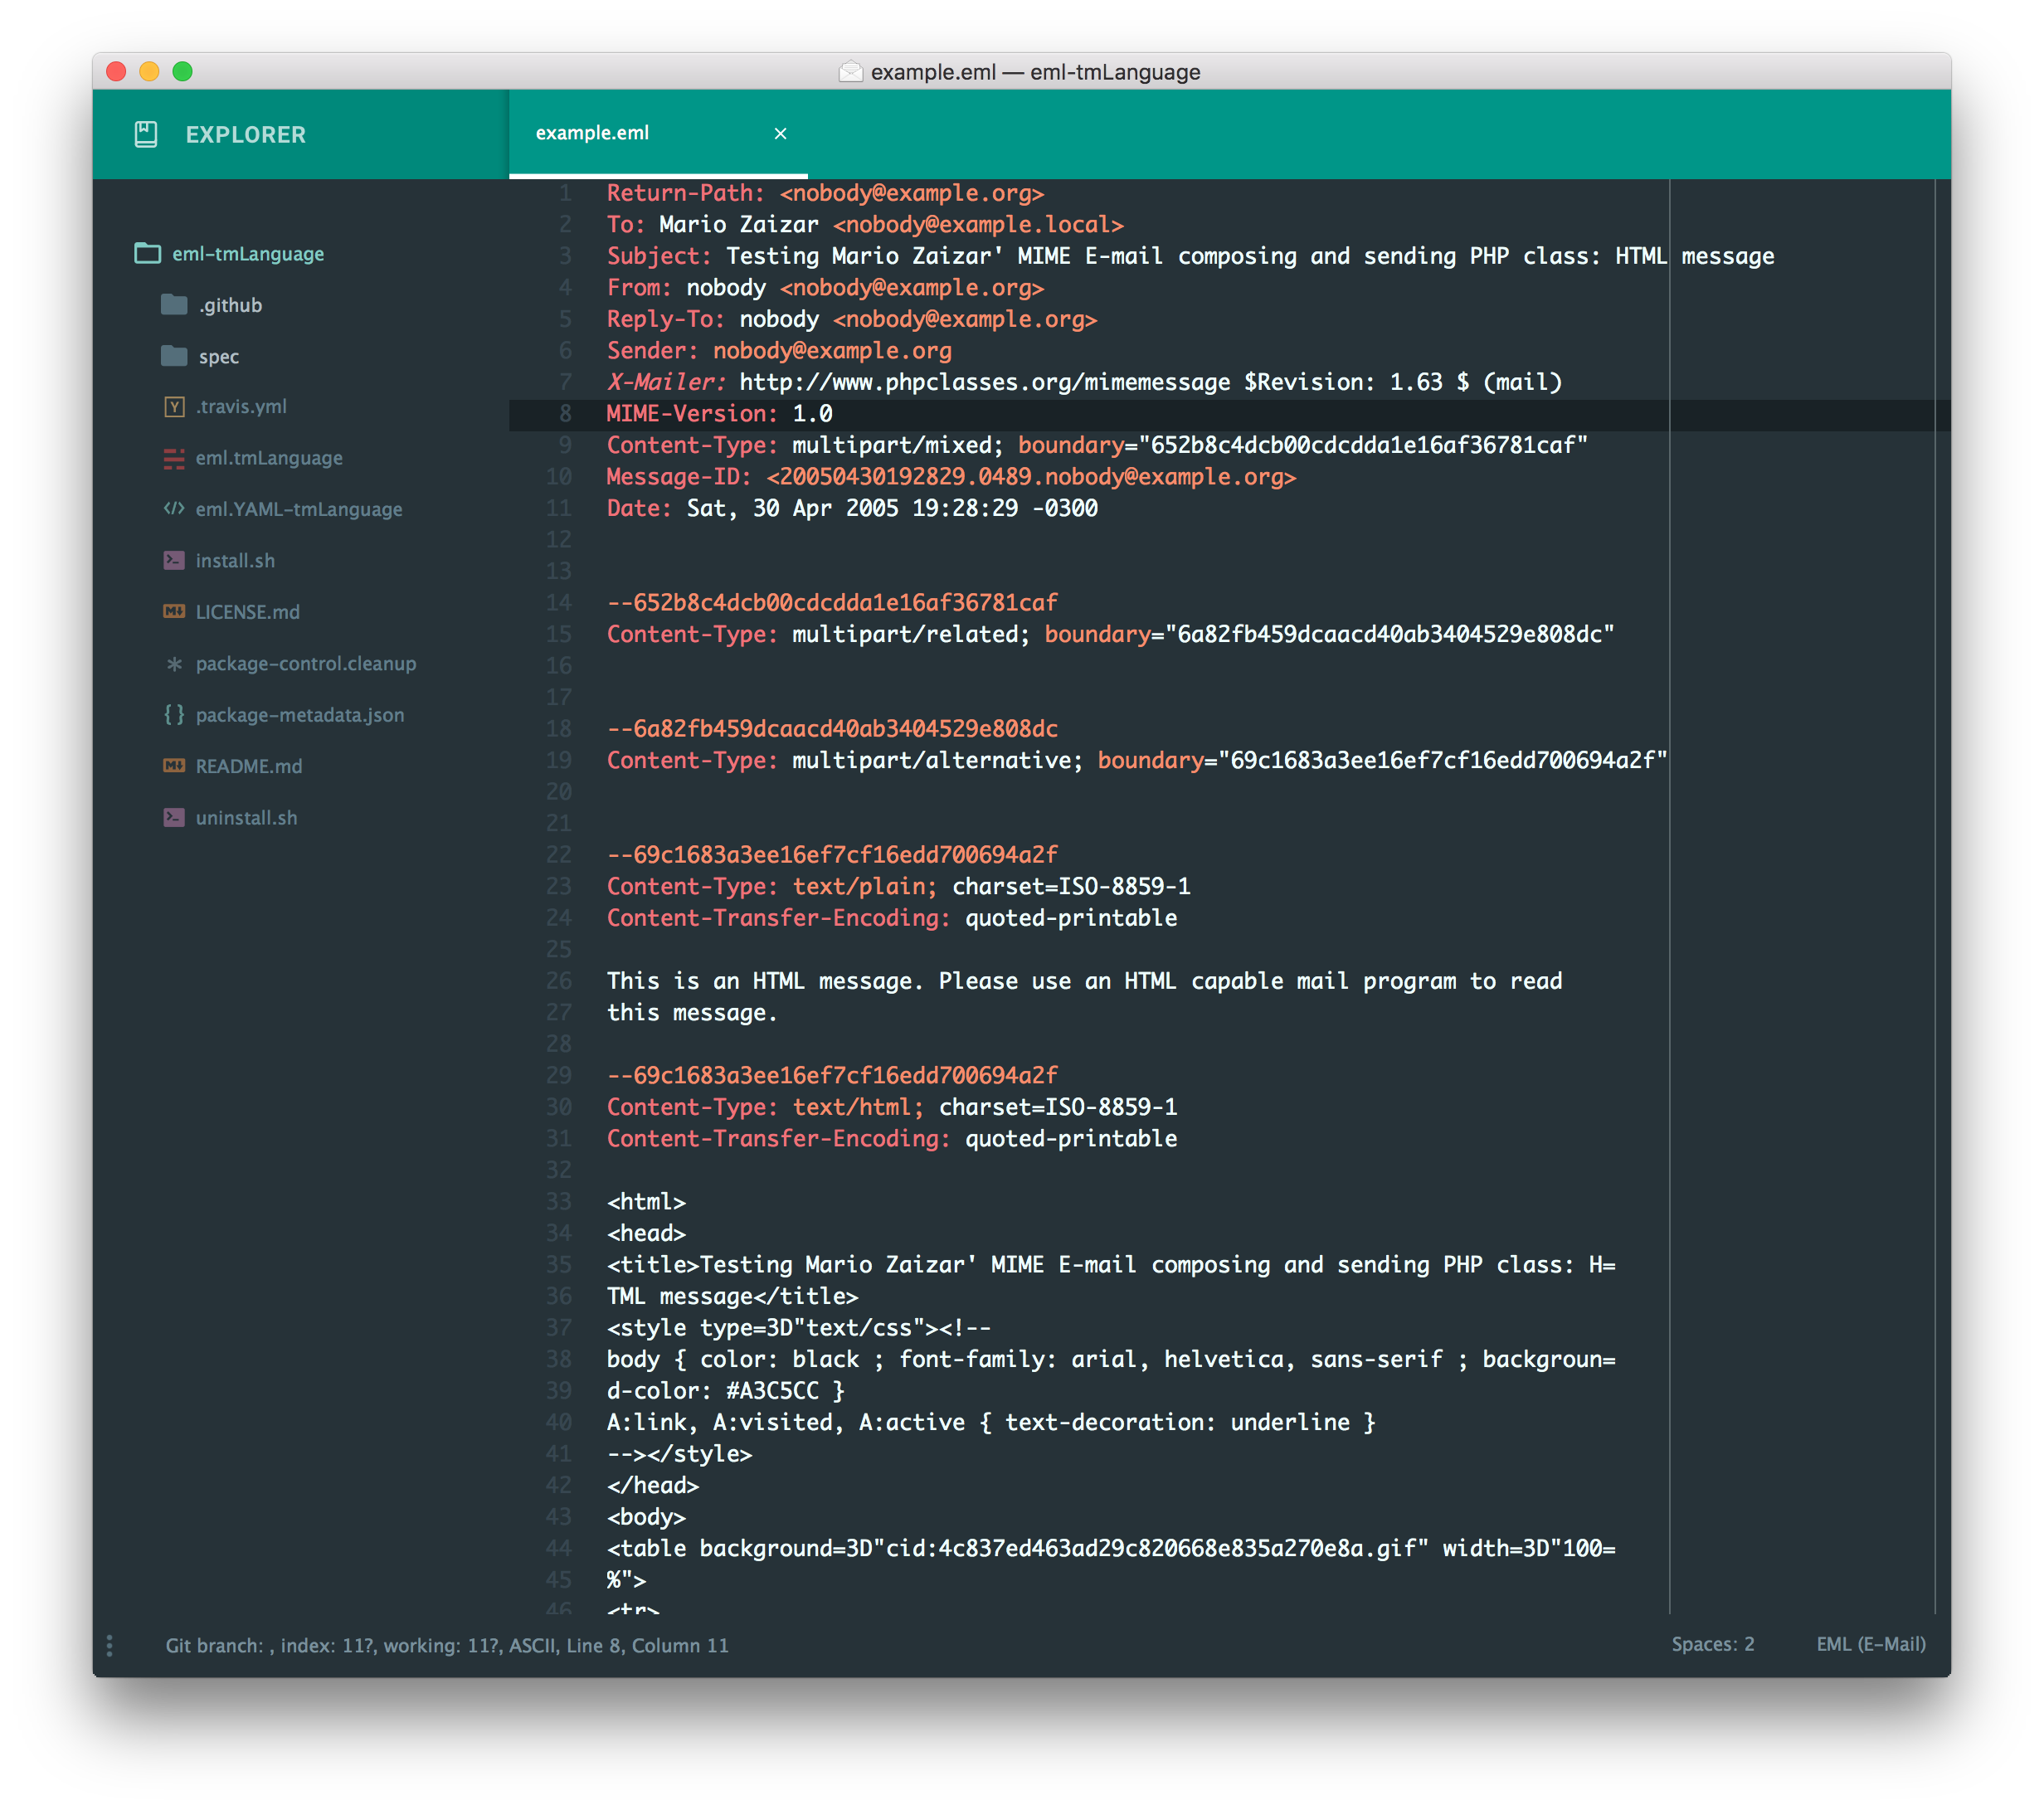 example.eml — eml-tmLanguage
EXPLORER
example.eml ×
eml-tmLanguage
.github
spec
.travis.yml
eml.tmLanguage
eml.YAML-tmLanguage
install.sh
LICENSE.md
package-control.cleanup
package-metadata.json
README.md
uninstall.sh
1 Return-Path: <nobody@example.org>
2 To: Mario Zaizar <nobody@example.local>
3 Subject: Testing Mario Zaizar' MIME E-mail composing and sending PHP class: HTML message
4 From: nobody <nobody@example.org>
5 Reply-To: nobody <nobody@example.org>
6 Sender: nobody@example.org
7 X-Mailer: http://www.phpclasses.org/mimemessage $Revision: 1.63 $ (mail)
8 MIME-Version: 1.0
9 Content-Type: multipart/mixed; boundary="652b8c4dcb00cdcdda1e16af36781caf"
10 Message-ID: <20050430192829.0489.nobody@example.org>
11 Date: Sat, 30 Apr 2005 19:28:29 -0300
12
13
14 --652b8c4dcb00cdcdda1e16af36781caf
15 Content-Type: multipart/related; boundary="6a82fb459dcaacd40ab3404529e808dc"
16
17
18 --6a82fb459dcaacd40ab3404529e808dc
19 Content-Type: multipart/alternative; boundary="69c1683a3ee16ef7cf16edd700694a2f"
20
21
22 --69c1683a3ee16ef7cf16edd700694a2f
23 Content-Type: text/plain; charset=ISO-8859-1
24 Content-Transfer-Encoding: quoted-printable
25
26 This is an HTML message. Please use an HTML capable mail program to read
27 this message.
28
29 --69c1683a3ee16ef7cf16edd700694a2f
30 Content-Type: text/html; charset=ISO-8859-1
31 Content-Transfer-Encoding: quoted-printable
32
33 <html>
34 <head>
35 <title>Testing Mario Zaizar' MIME E-mail composing and sending PHP class: H=
36 TML message</title>
37 <style type=3D"text/css"><!--
38 body { color: black ; font-family: arial, helvetica, sans-serif ; backgroun=
39 d-color: #A3C5CC }
40 A:link, A:visited, A:active { text-decoration: underline }
41 --></style>
42 </head>
43 <body>
44 <table background=3D"cid:4c837ed463ad29c820668e835a270e8a.gif" width=3D"100=
45 %">
46 <tr>
Git branch: , index: 11?, working: 11?, ASCII, Line 8, Column 11
Spaces: 2
EML (E-Mail)